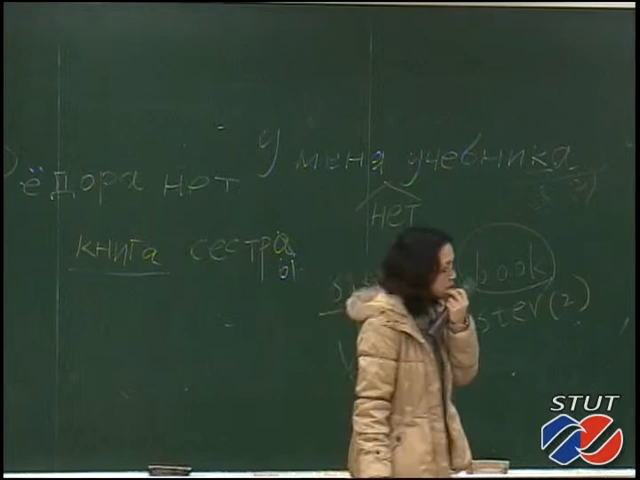 ёдора нет
У меня учебника
нет
книга сестра
ы
book
ster(2)
STUT